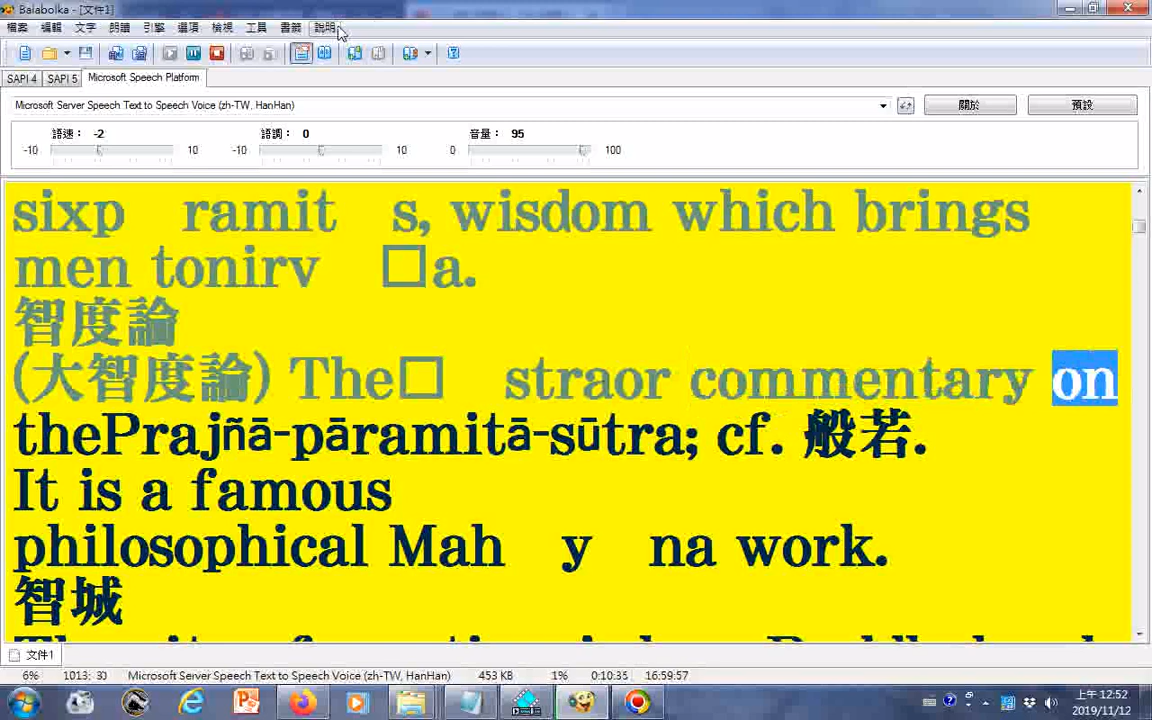 Balabolka - [文件1]
檔案 編輯 文字 朗讀 引擎 選項 檢視 工具 書籤 說明
SAPI 4 SAPI 5 Microsoft Speech Platform
Microsoft Server Speech Text to Speech Voice (zh-TW, HanHan) 關於 預設
語速： -2 語調： 0 音量： 95
-10 10 -10 10 0 100
sixp ramit s, wisdom which brings
men tonirv □a.
智度論
(大智度論) The□ straor commentary on
thePrajñā-pāramitā-sūtra; cf. 般若.
It is a famous
philosophical Mah y na work.
智城
文件1
6% 1013: 30 Microsoft Server Speech Text to Speech Voice (zh-TW, HanHan) 453 KB 1% 0:10:35 16:59:57
上午 12:52
2019/11/12